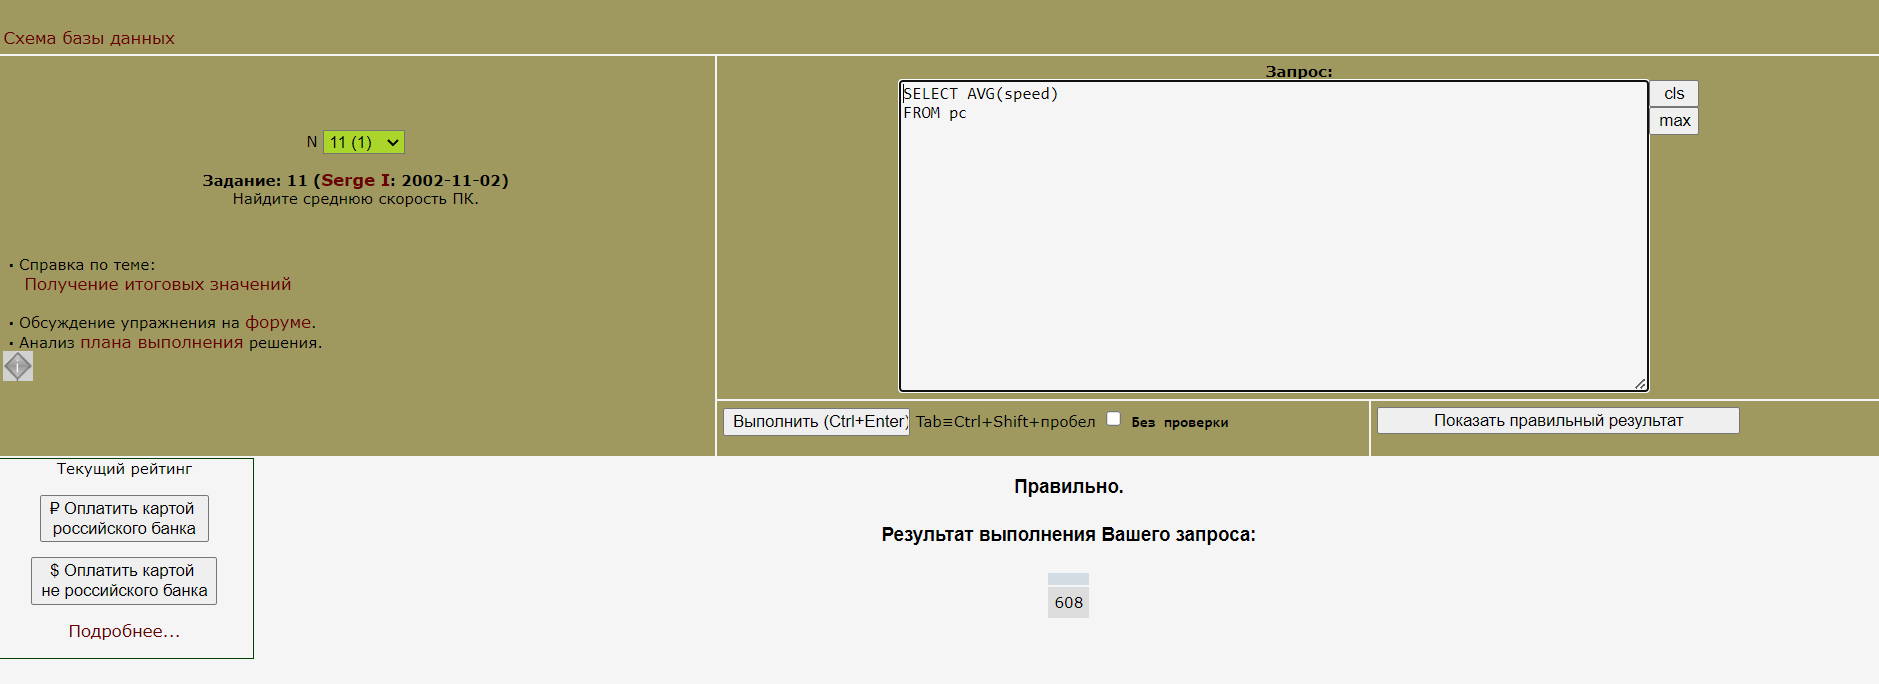 Схема базы данных
N 11 (1)
Задание: 11 (Serge I: 2002-11-02)
Найдите среднюю скорость ПК.
• Справка по теме:
Получение итоговых значений
• Обсуждение упражнения на форуме.
• Анализ плана выполнения решения.
Запрос:
SELECT AVG(speed)
FROM pc
cls
max
Выполнить (Ctrl+Enter) Tab≡Ctrl+Shift+пробел Без проверки
Показать правильный результат
Текущий рейтинг
₽ Оплатить картой
российского банка
$ Оплатить картой
не российского банка
Подробнее...
Правильно.
Результат выполнения Вашего запроса:
608